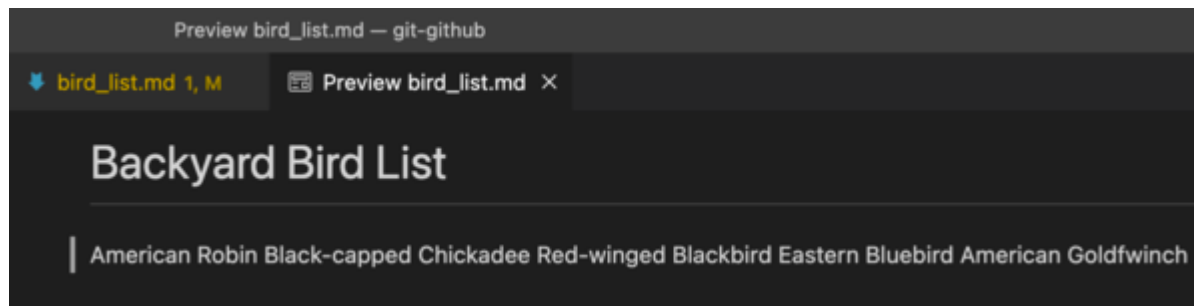 Preview bird_list.md — git-github
bird_list.md 1, M Preview bird_list.md ×
Backyard Bird List
American Robin Black-capped Chickadee Red-winged Blackbird Eastern Bluebird American Goldfwinch